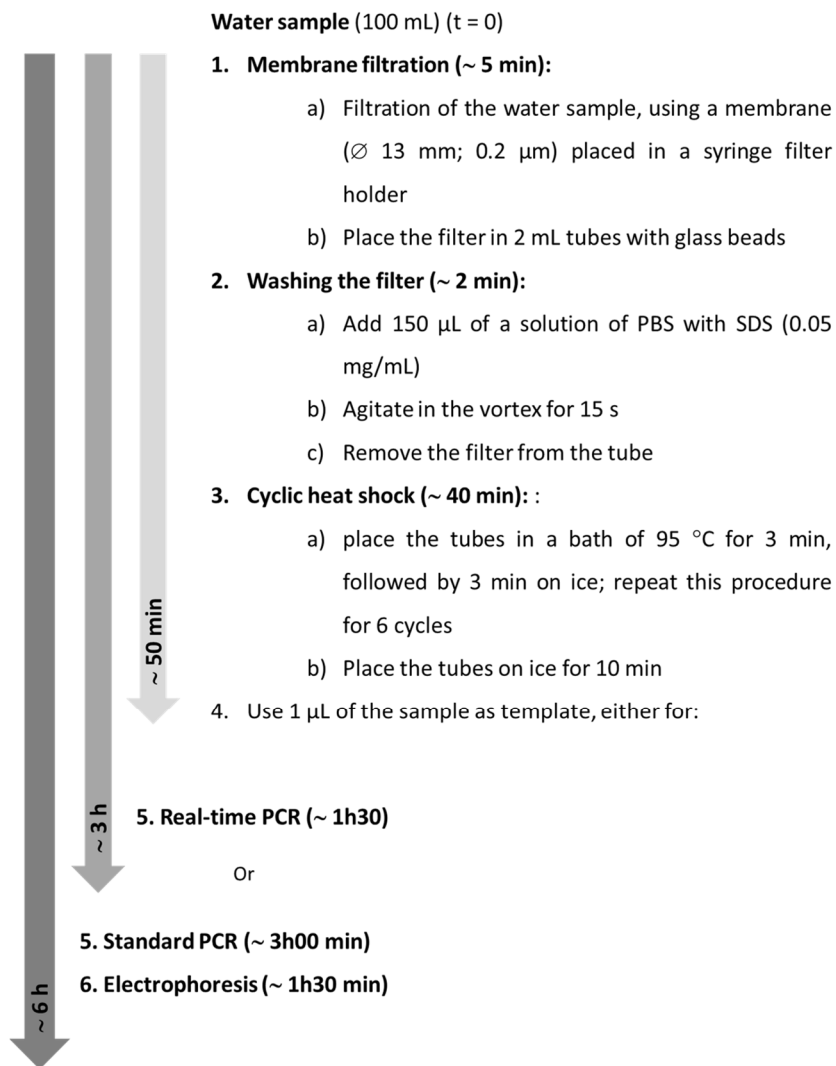 Water sample (100 mL) (t = 0)
1. Membrane filtration (~ 5 min):
a) Filtration of the water sample, using a membrane
(∅ 13 mm; 0.2 µm) placed in a syringe filter
holder
b) Place the filter in 2 mL tubes with glass beads
2. Washing the filter (~ 2 min):
a) Add 150 µL of a solution of PBS with SDS (0.05
mg/mL)
b) Agitate in the vortex for 15 s
c) Remove the filter from the tube
3. Cyclic heat shock (~ 40 min): :
a) place the tubes in a bath of 95 °C for 3 min,
followed by 3 min on ice; repeat this procedure
for 6 cycles
b) Place the tubes on ice for 10 min
~ 50 min
4. Use 1 µL of the sample as template, either for:
5. Real-time PCR (~ 1h30)
~ 3 h
Or
5. Standard PCR (~ 3h00 min)
6. Electrophoresis (~ 1h30 min)
~ 6 h